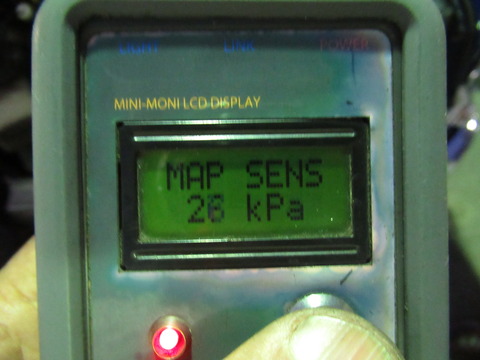 LIGHT LINK POWER
MINI-MONI LCD DISPLAY
MAP SENS
26 kPa